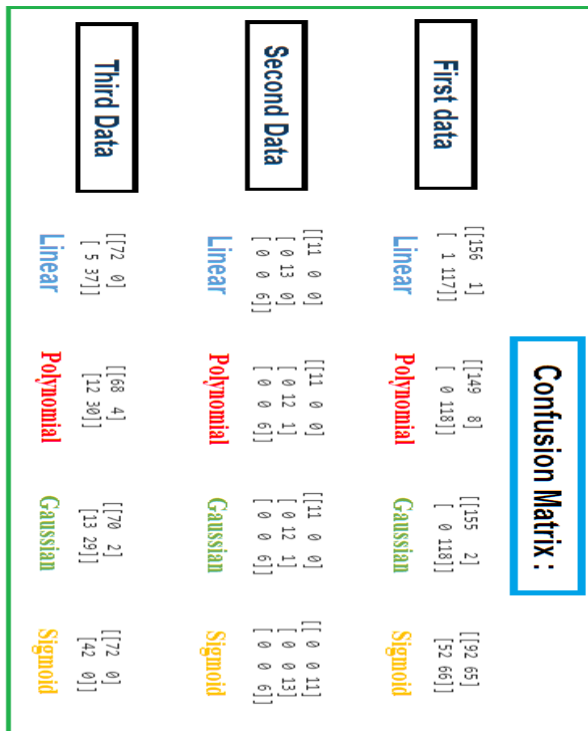 Confusion Matrix :
First data
[[156   1]
[  1 117]]
Linear
[[149   8]
[  0 118]]
Polynomial
[[155   2]
[  0 118]]
Gaussian
[[92 65]
[52 66]]
Sigmoid
Second Data
[[11  0  0]
[ 0 13  0]
[ 0  0  6]]
Linear
[[11  0  0]
[ 0 12  1]
[ 0  0  6]]
Polynomial
[[11  0  0]
[ 0 12  1]
[ 0  0  6]]
Gaussian
[[ 0  0 11]
[ 0  0 13]
[ 0  0  6]]
Sigmoid
Third Data
[[72  0]
[ 5 37]]
Linear
[[68  4]
[12 30]]
Polynomial
[[70  2]
[13 29]]
Gaussian
[[72  0]
[42  0]]
Sigmoid